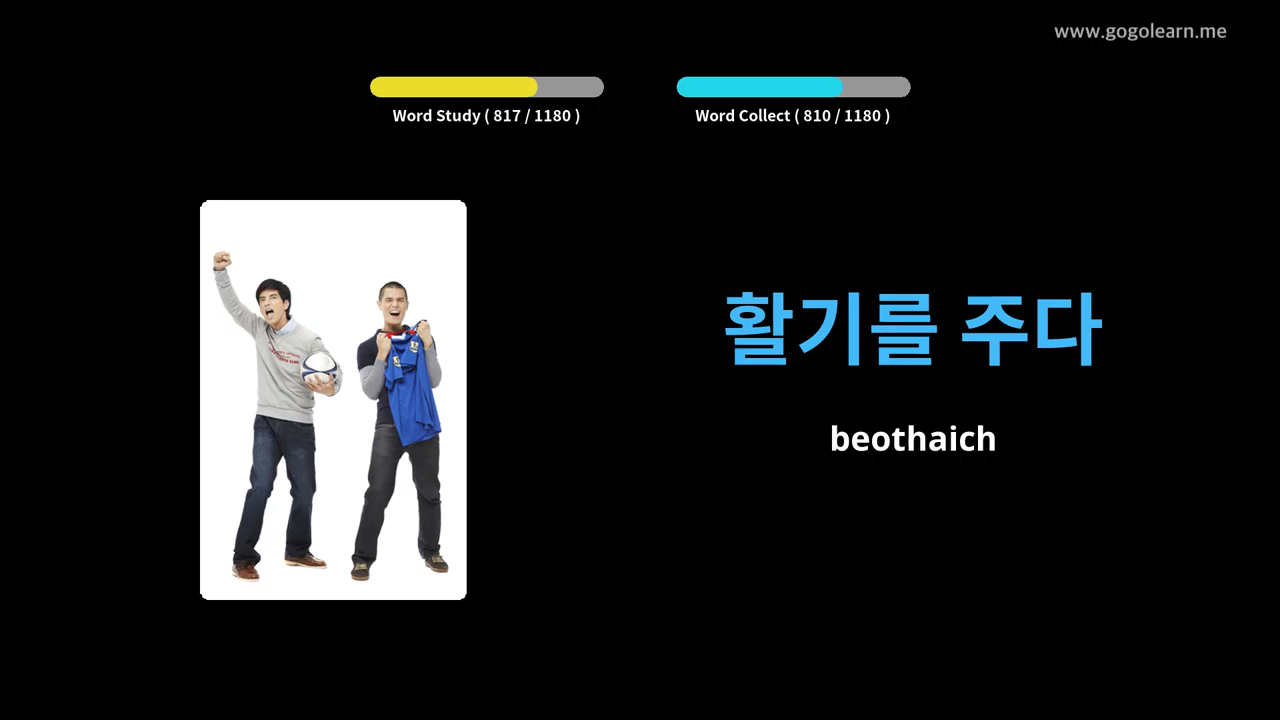 www.gogolearn.me
Word Study ( 817 / 1180 )
Word Collect ( 810 / 1180 )
활기를 주다
beothaich